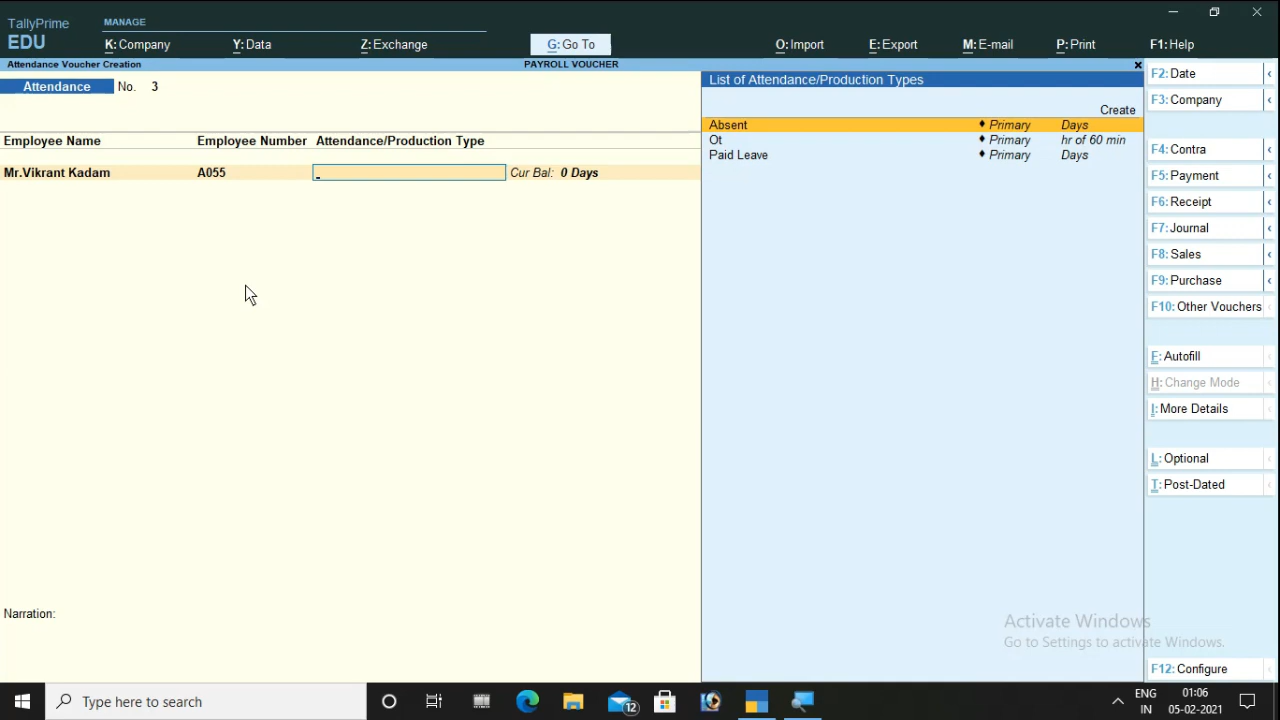 TallyPrime
EDU
MANAGE
K:Company
Y:Data
Z:Exchange
G:Go To
O:Import
E:Export
M:E-mail
P:Print
F1:Help
Attendance Voucher Creation
PAYROLL VOUCHER
Attendance No. 3
Employee Name
Employee Number
Attendance/Production Type
Mr.Vikrant Kadam
A055
Cur Bal: 0 Days
Narration:
List of Attendance/Production Types
Create
Absent ♦ Primary Days
Ot ♦ Primary hr of 60 min
Paid Leave ♦ Primary Days
F2:Date
F3:Company
F4:Contra
F5:Payment
F6:Receipt
F7:Journal
F8:Sales
F9:Purchase
F10:Other Vouchers
F:Autofill
H:Change Mode
I:More Details
L:Optional
T:Post-Dated
Activate Windows
Go to Settings to activate Windows.
F12:Configure
Type here to search
12
ENG
IN
01:06
05-02-2021